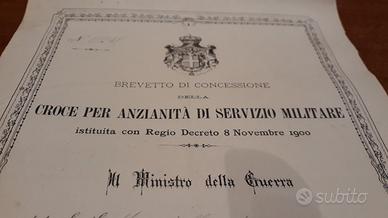 BREVETTO DI CONCESSIONE
DELLA
CROCE PER ANZIANITÀ DI SERVIZIO MILITARE
istituita con Regio Decreto 8 Novembre 1900
Il Ministro della Guerra
subito